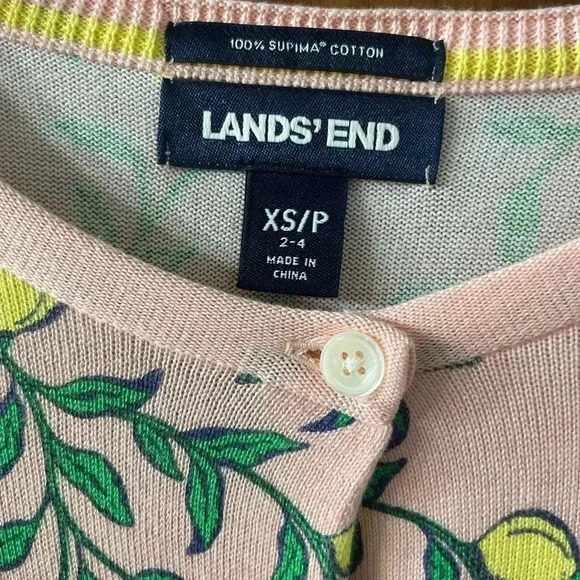 100% SUPIMA® COTTON
LANDS' END
XS/P
2-4
MADE IN
CHINA